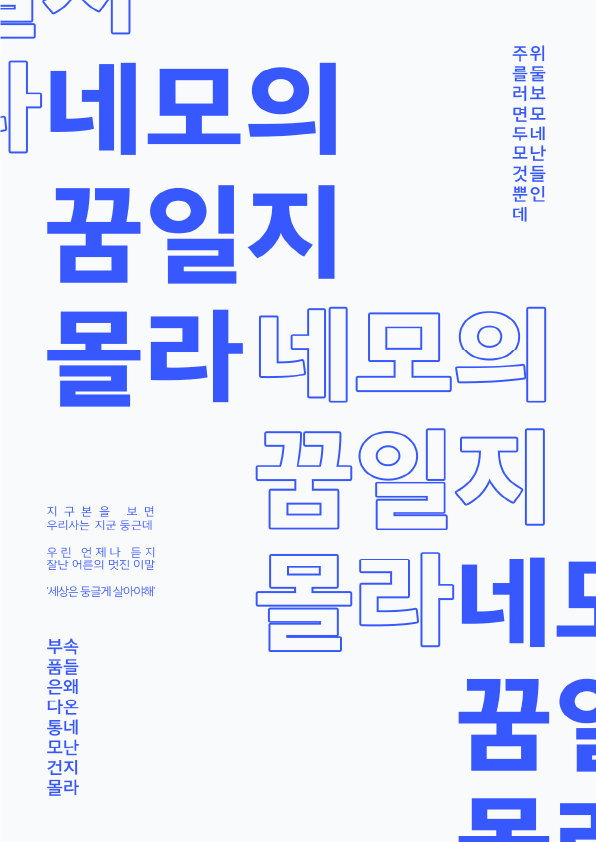 네모의
꿈일지
몰라
주위
를둘
러보
면모
두네
모난
것들
뿐인
데
네모의
꿈일지
몰라
지구본을 보면
우리사는 지군 둥근데
우린 언제나 듣지
잘난 어른의 멋진 이말
'세상은 둥글게 살아야해'
부속
품들
은왜
다온
통네
모난
건지
몰라
네모
꿈